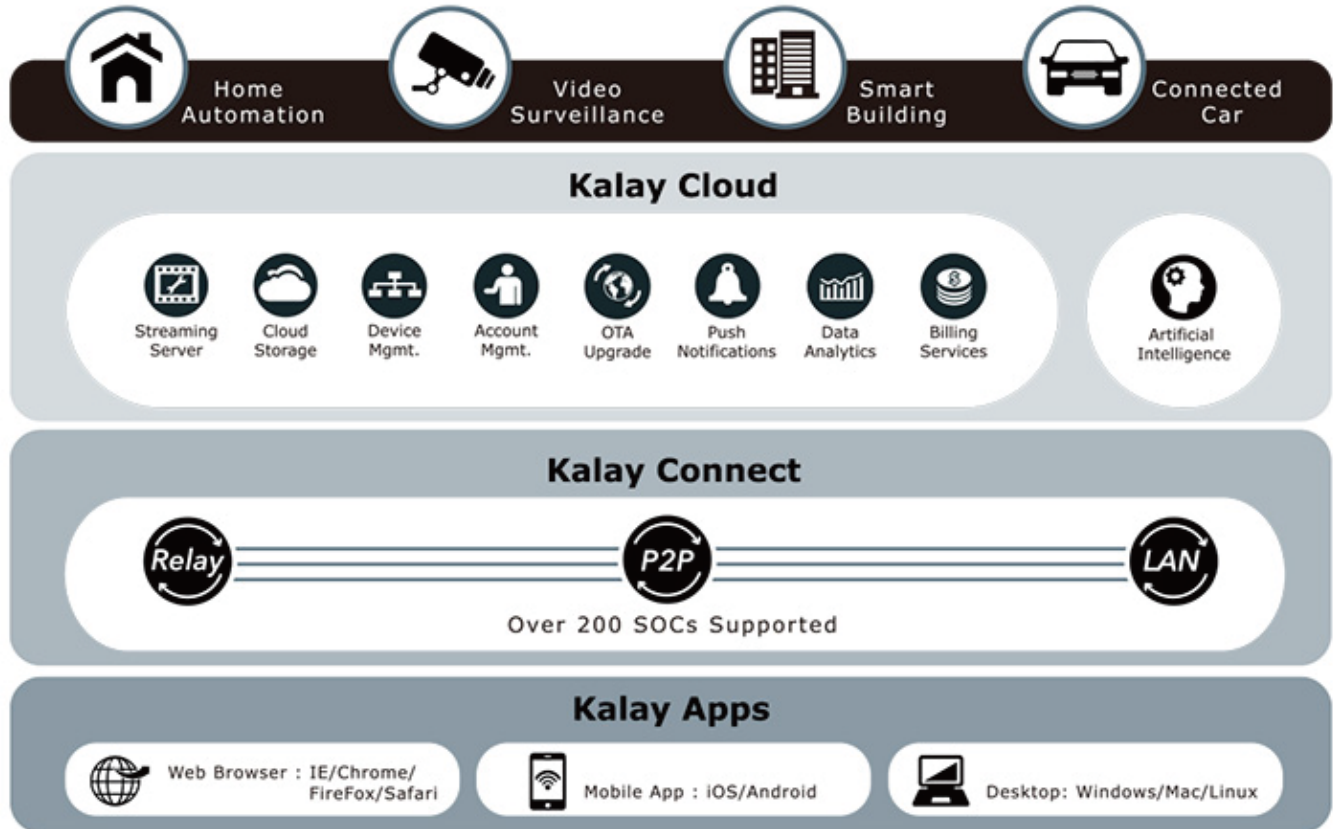 Home
Automation
Video
Surveillance
Smart
Building
Connected
Car
Kalay Cloud
Streaming
Server
Cloud
Storage
Device
Mgmt.
Account
Mgmt.
OTA
Upgrade
Push
Notifications
Data
Analytics
Billing
Services
Artificial
Intelligence
Kalay Connect
Relay
P2P
LAN
Over 200 SOCs Supported
Kalay Apps
Web Browser : IE/Chrome/
FireFox/Safari
Mobile App : iOS/Android
Desktop: Windows/Mac/Linux